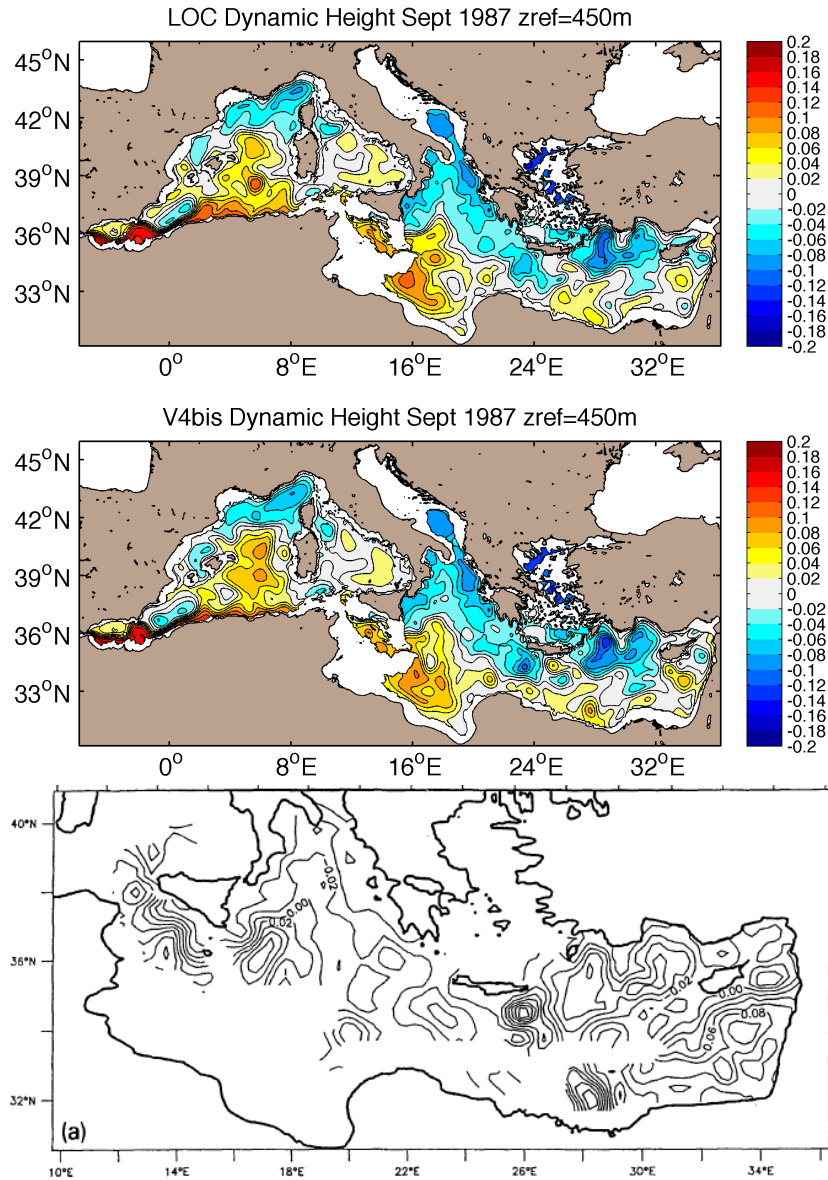 LOC Dynamic Height Sept 1987 zref=450m
45°N
42°N
39°N
36°N
33°N
0° 8°E 16°E 24°E 32°E
0.2
0.18
0.16
0.14
0.12
0.1
0.08
0.06
0.04
0.02
0
-0.02
-0.04
-0.06
-0.08
-0.1
-0.12
-0.14
-0.16
-0.18
-0.2
V4bis Dynamic Height Sept 1987 zref=450m
45°N
42°N
39°N
36°N
33°N
0° 8°E 16°E 24°E 32°E
0.2
0.18
0.16
0.14
0.12
0.1
0.08
0.06
0.04
0.02
0
-0.02
-0.04
-0.06
-0.08
-0.1
-0.12
-0.14
-0.16
-0.18
-0.2
40°N
-0.02
-0.00
0.02
36°N
-0.02
-0.00
0.08
0.06
32°N
(a)
10°E 14°E 18°E 22°E 26°E 30°E 34°E